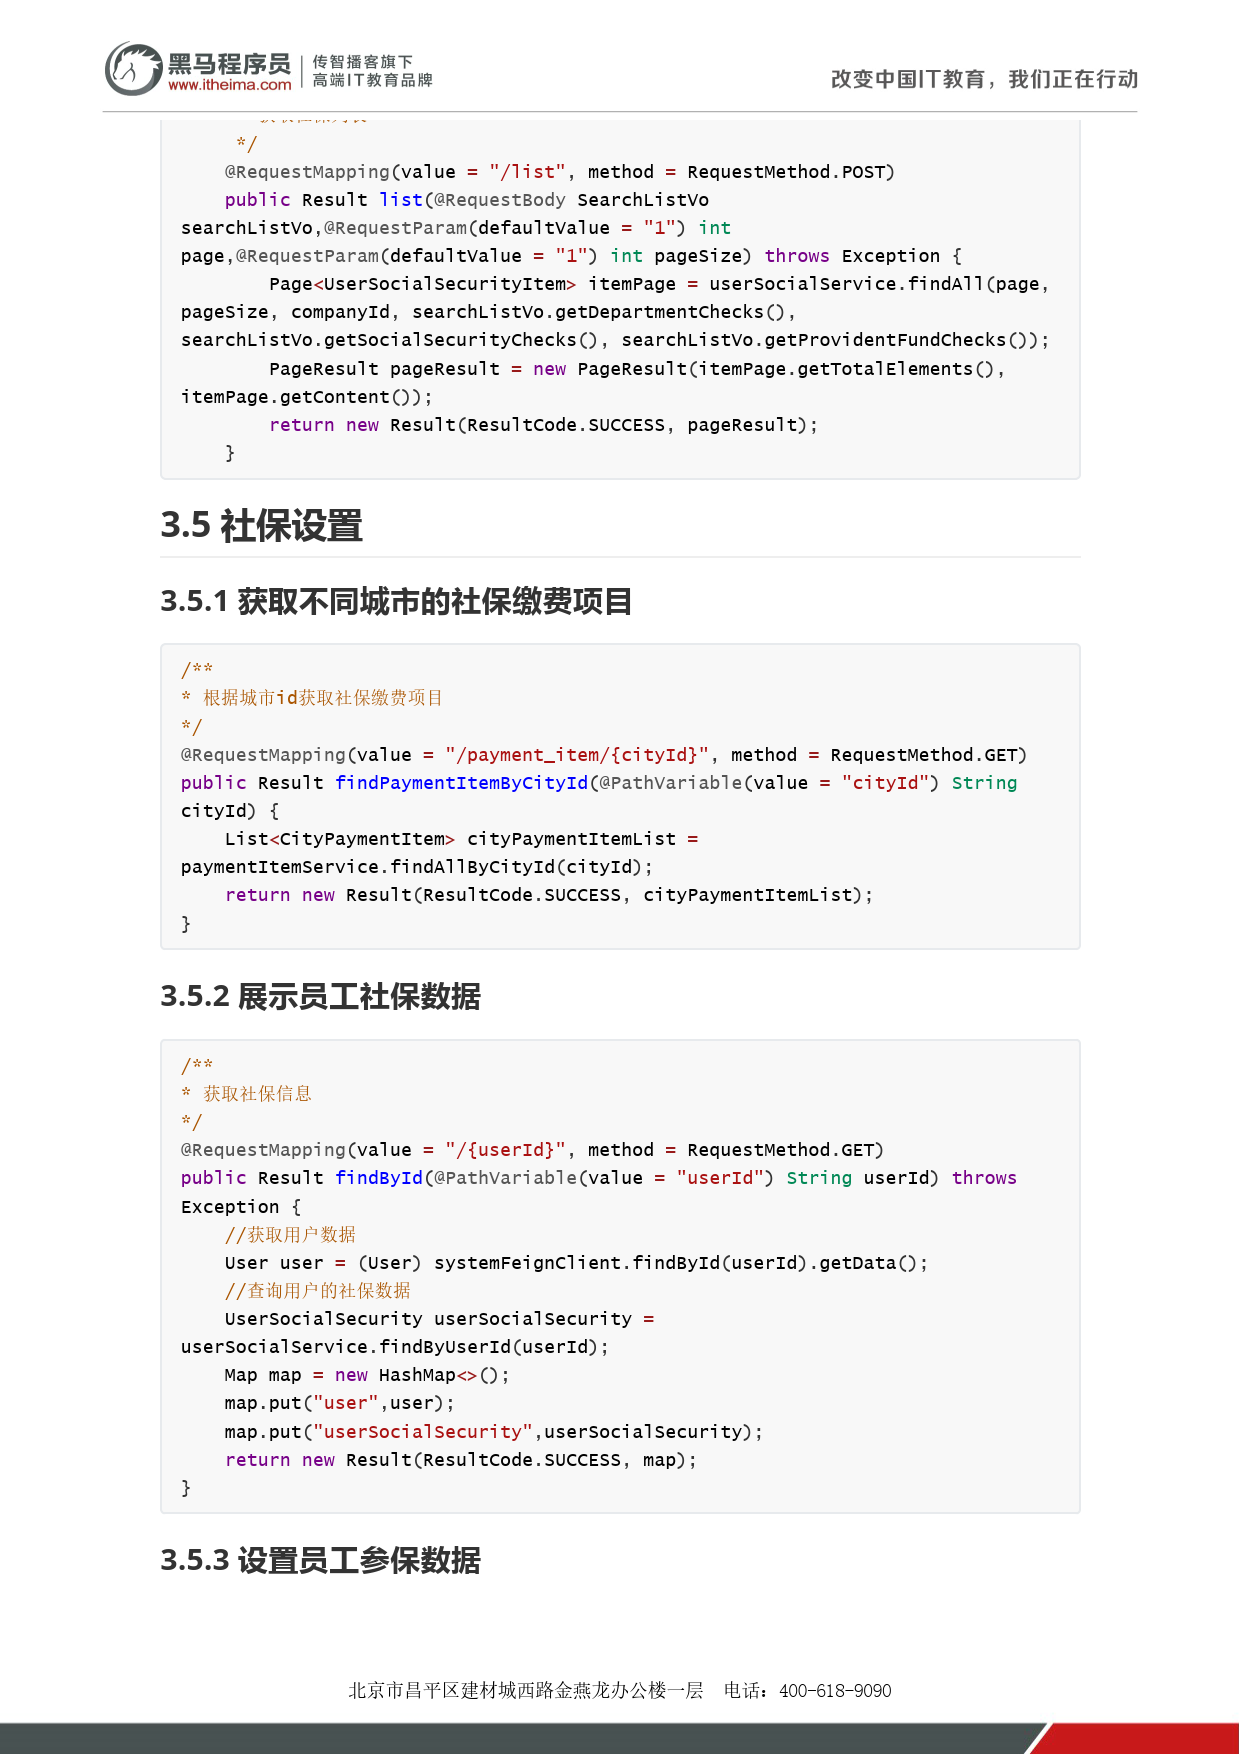 黑马程序员
www.itheima.com
传智播客旗下
高端IT教育品牌
改变中国IT教育，我们正在行动
*/
@RequestMapping(value = "/list", method = RequestMethod.POST)
public Result list(@RequestBody SearchListVo
searchListVo,@RequestParam(defaultValue = "1") int
page,@RequestParam(defaultValue = "1") int pageSize) throws Exception {
Page<UserSocialSecurityItem> itemPage = userSocialService.findAll(page,
pageSize, companyId, searchListVo.getDepartmentChecks(),
searchListVo.getSocialSecurityChecks(), searchListVo.getProvidentFundChecks());
PageResult pageResult = new PageResult(itemPage.getTotalElements(),
itemPage.getContent());
return new Result(ResultCode.SUCCESS, pageResult);
}
3.5 社保设置
3.5.1 获取不同城市的社保缴费项目
/**
* 根据城市id获取社保缴费项目
*/
@RequestMapping(value = "/payment_item/{cityId}", method = RequestMethod.GET)
public Result findPaymentItemByCityId(@PathVariable(value = "cityId") String
cityId) {
List<CityPaymentItem> cityPaymentItemList =
paymentItemService.findAllByCityId(cityId);
return new Result(ResultCode.SUCCESS, cityPaymentItemList);
}
3.5.2 展示员工社保数据
/**
* 获取社保信息
*/
@RequestMapping(value = "/{userId}", method = RequestMethod.GET)
public Result findById(@PathVariable(value = "userId") String userId) throws
Exception {
//获取用户数据
User user = (User) systemFeignClient.findById(userId).getData();
//查询用户的社保数据
UserSocialSecurity userSocialSecurity =
userSocialService.findByUserId(userId);
Map map = new HashMap<>();
map.put("user",user);
map.put("userSocialSecurity",userSocialSecurity);
return new Result(ResultCode.SUCCESS, map);
}
3.5.3 设置员工参保数据
北京市昌平区建材城西路金燕龙办公楼一层 电话：400-618-9090